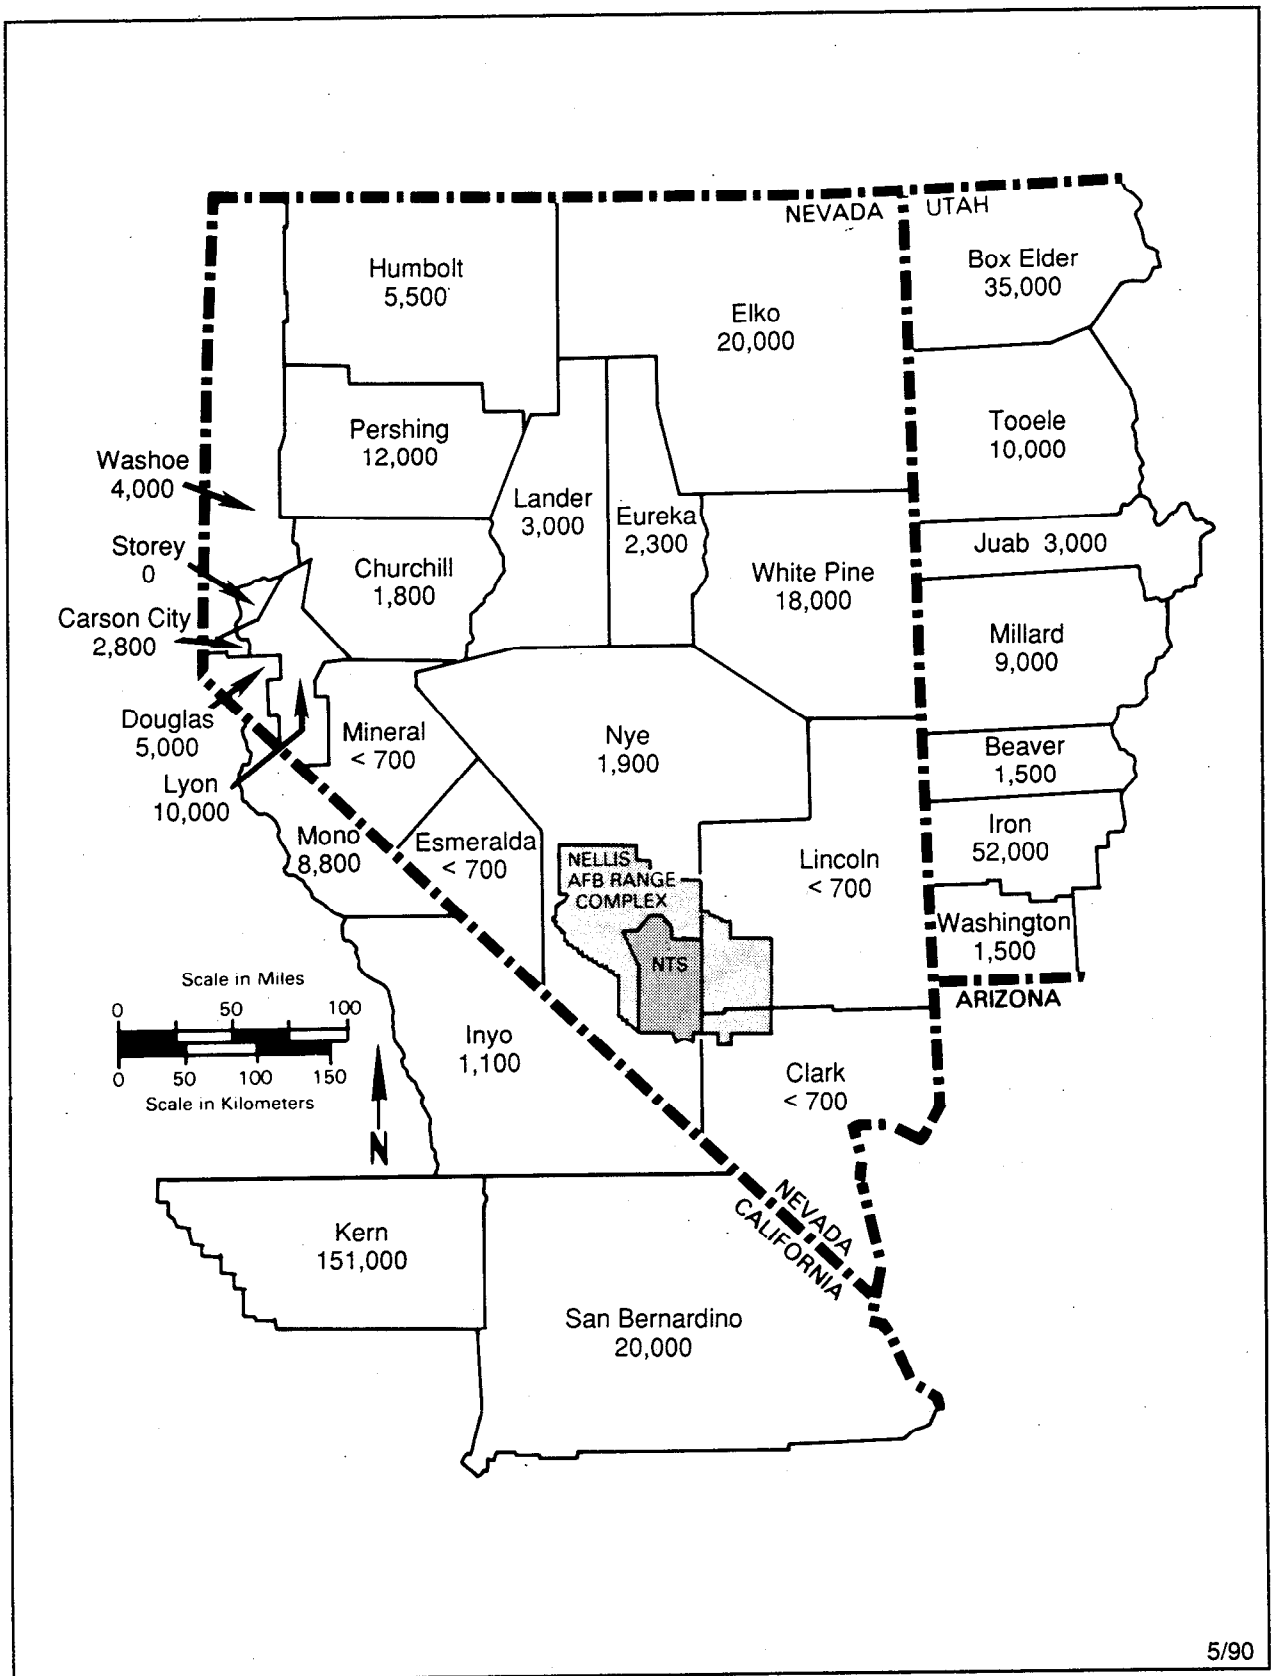 NEVADA
UTAH
Humbolt
5,500
Box Elder
35,000
Elko
20,000
Tooele
10,000
Pershing
12,000
Washoe
4,000
Lander
3,000
Eureka
2,300
Juab 3,000
Storey
0
Churchill
1,800
White Pine
18,000
Carson City
2,800
Millard
9,000
Douglas
5,000
Mineral
< 700
Nye
1,900
Beaver
1,500
Lyon
10,000
Mono
8,800
Esmeralda
< 700
Iron
52,000
NELLIS
AFB RANGE
COMPLEX
Lincoln
< 700
Washington
1,500
NTS
ARIZONA
Scale in Miles
0 50 100
0 50 100 150
Scale in Kilometers
N
Inyo
1,100
Clark
< 700
NEVADA
CALIFORNIA
Kern
151,000
San Bernardino
20,000
5/90